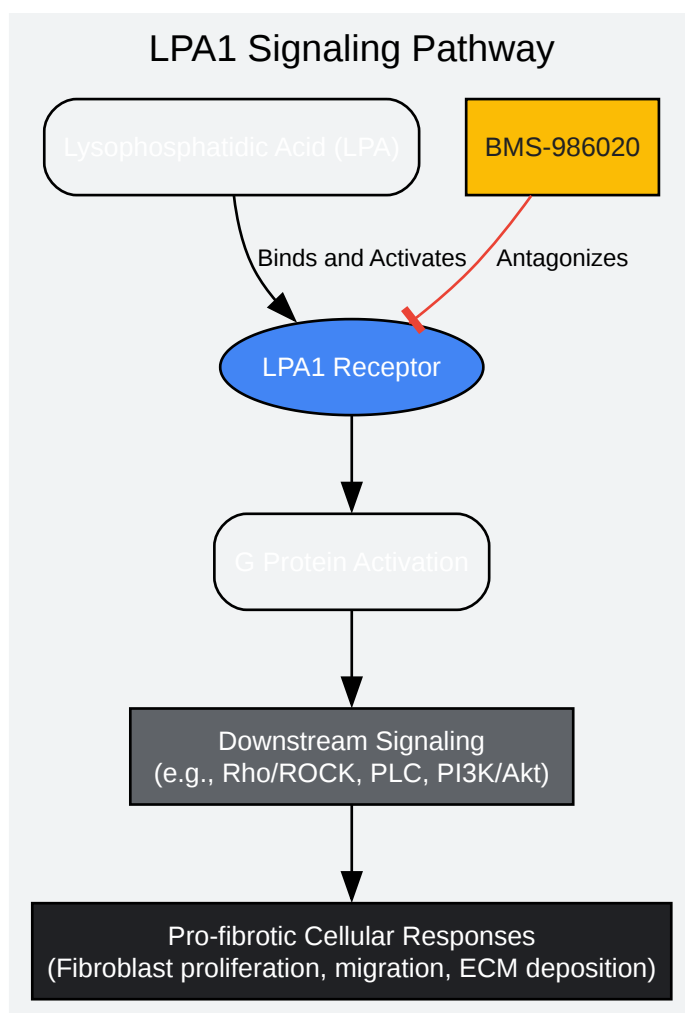 LPA1 Signaling Pathway
Lysophosphatidic Acid (LPA)
BMS-986020
Binds and Activates
Antagonizes
LPA1 Receptor
G Protein Activation
Downstream Signaling
(e.g., Rho/ROCK, PLC, PI3K/Akt)
Pro-fibrotic Cellular Responses
(Fibroblast proliferation, migration, ECM deposition)